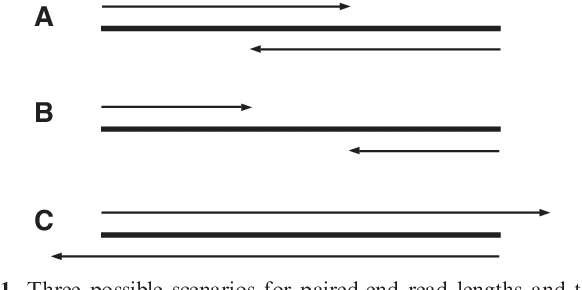 A
B
C
1. Three possible scenarios for paired-end read lengths and t